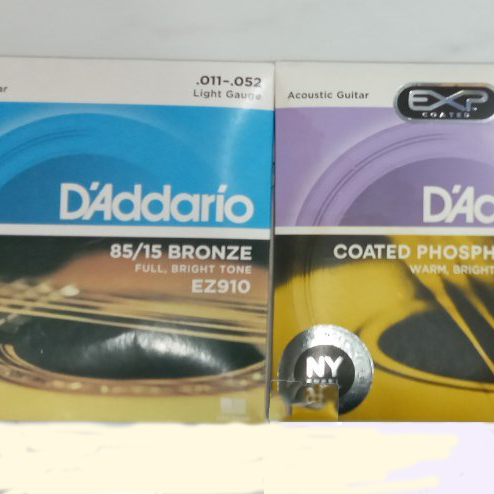 ar
.011-.052
Light Gauge
D'Addario
85/15 BRONZE
FULL, BRIGHT TONE
EZ910
Acoustic Guitar
EXP
COATED
D'Ad
COATED PHOSPH
WARM, BRIGHT
NY